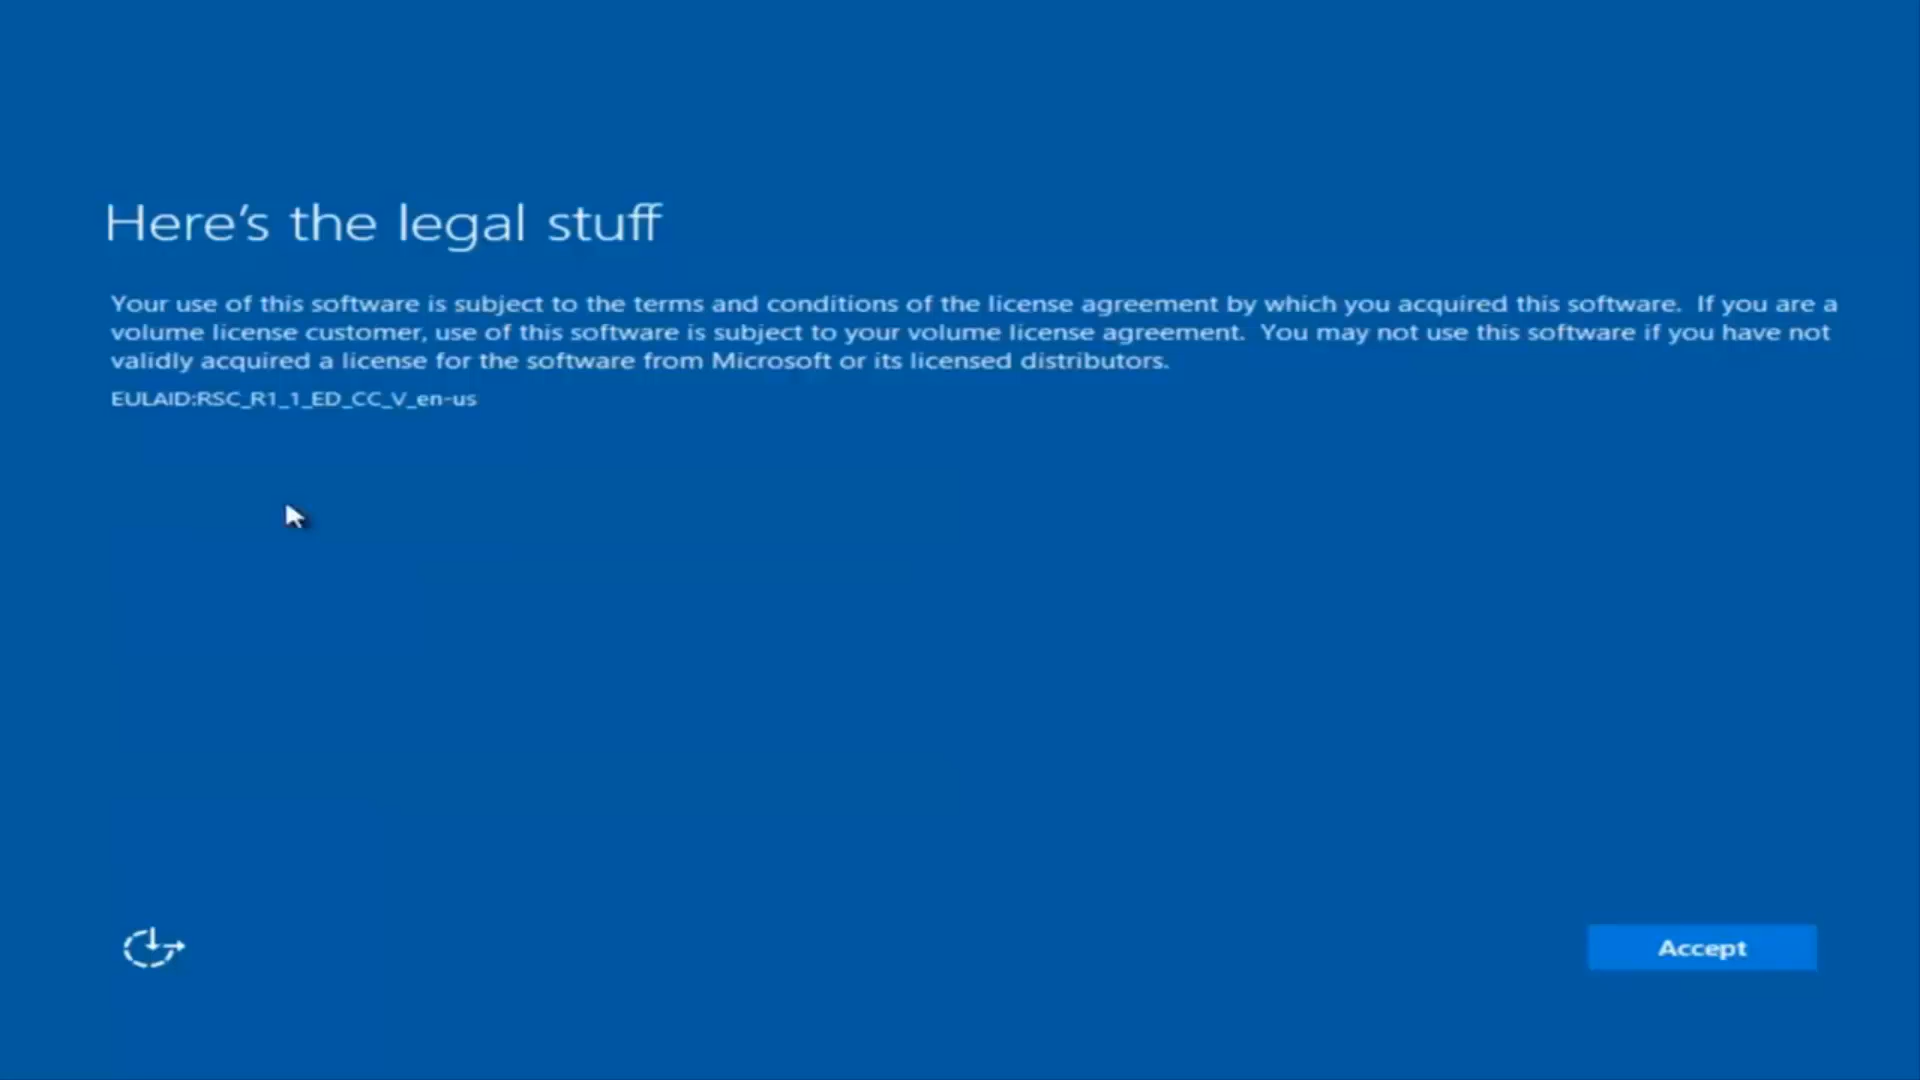 Here’s the legal stuff
Your use of this software is subject to the terms and conditions of the license agreement by which you acquired this software.  If you are a
volume license customer, use of this software is subject to your volume license agreement.  You may not use this software if you have not
validly acquired a license for the software from Microsoft or its licensed distributors.
EULAID:RSC_R1_1_ED_CC_V_en-us
Accept